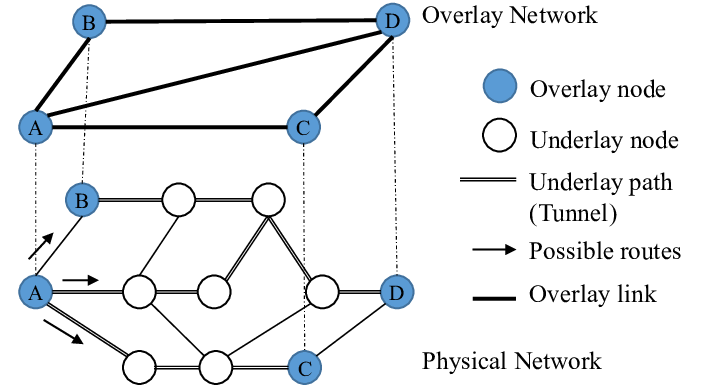 B
D
Overlay Network
A
C
Overlay node
Underlay node
Underlay path
(Tunnel)
Possible routes
Overlay link
B
A
D
C
Physical Network